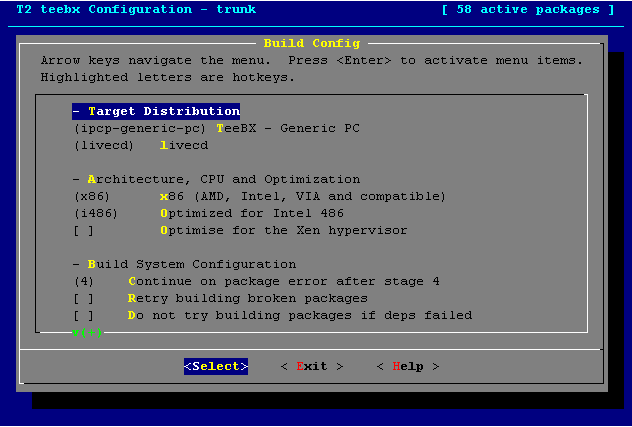 T2 teebx Configuration - trunk [ 58 active packages ]
Build Config
Arrow keys navigate the menu.  Press <Enter> to activate menu items.
Highlighted letters are hotkeys.
- Target Distribution
(ipcp-generic-pc) TeeBX - Generic PC
(livecd) livecd
- Architecture, CPU and Optimization
(x86) x86 (AMD, Intel, VIA and compatible)
(i486) Optimized for Intel 486
[ ] Optimise for the Xen hypervisor
- Build System Configuration
(4) Continue on package error after stage 4
[ ] Retry building broken packages
[ ] Do not try building packages if deps failed
v(+)
<Select> < Exit > < Help >